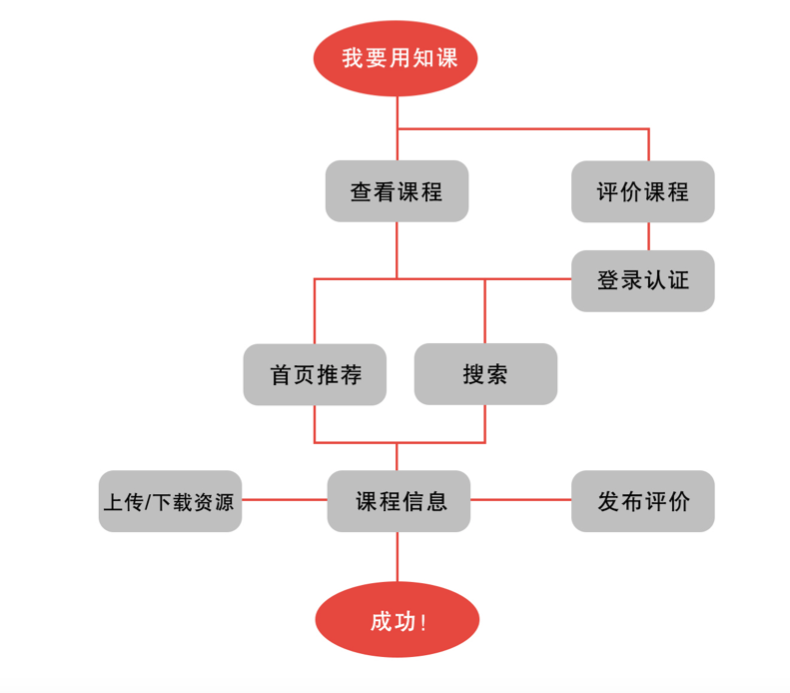 我要用知课
查看课程
评价课程
登录认证
首页推荐
搜索
上传/下载资源
课程信息
发布评价
成功！